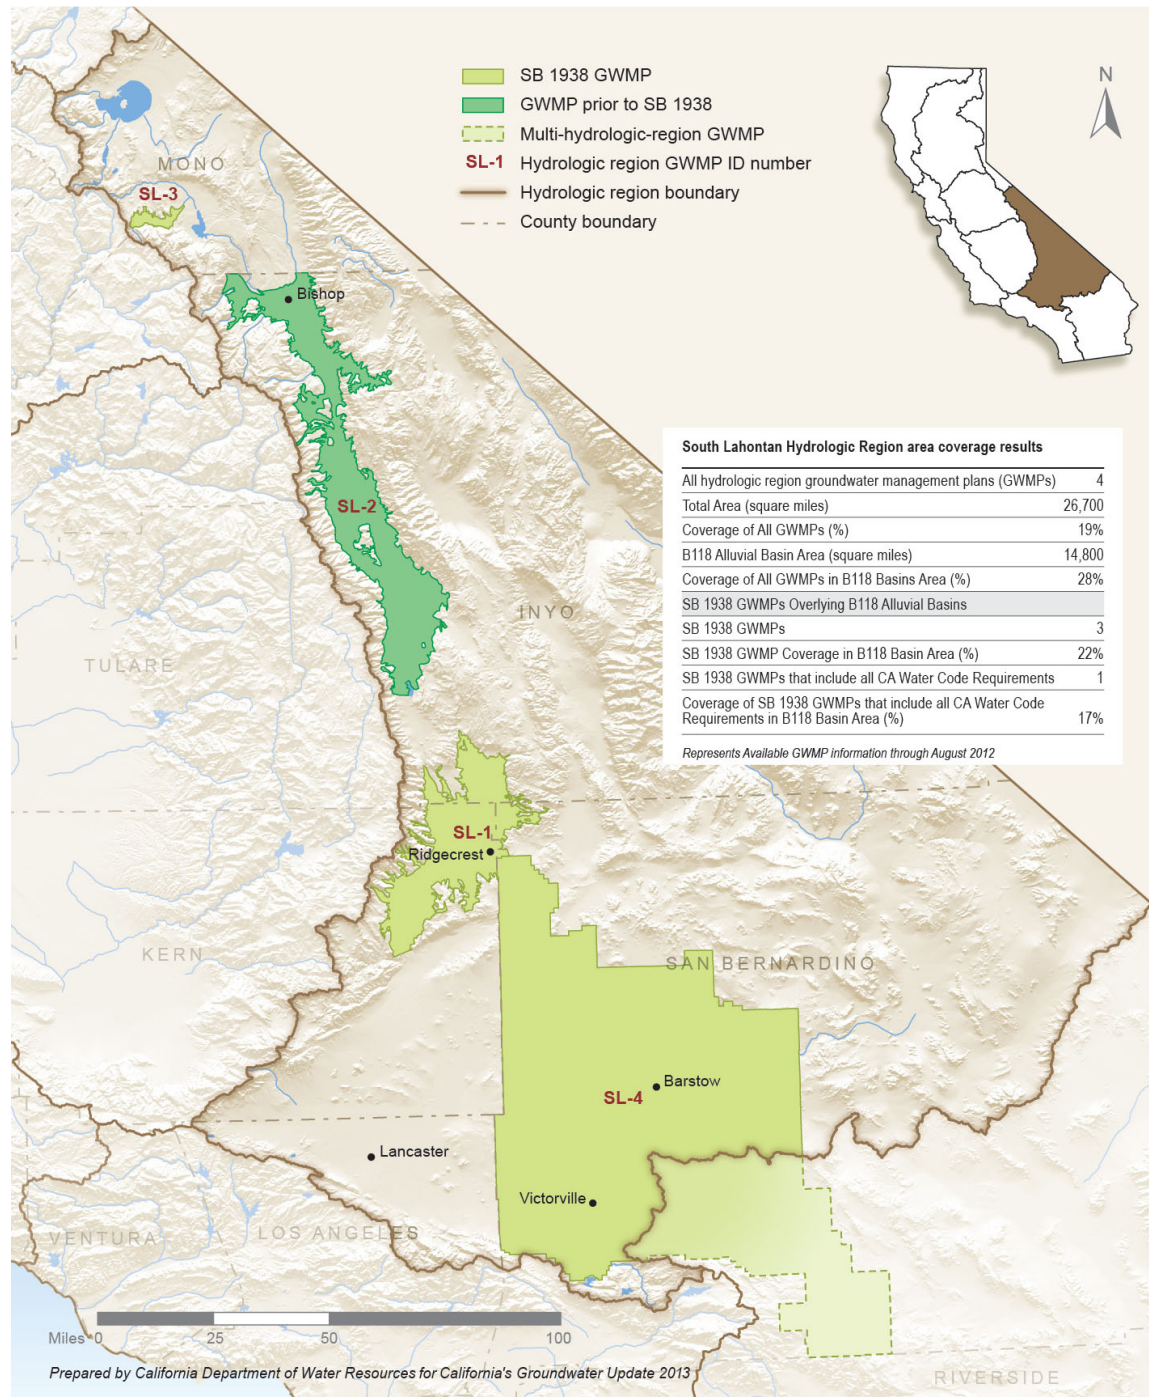 SB 1938 GWMP
GWMP prior to SB 1938
Multi-hydrologic-region GWMP
SL-1 Hydrologic region GWMP ID number
Hydrologic region boundary
County boundary
N
MONO
SL-3
Bishop
SL-2
INYO
TULARE
South Lahontan Hydrologic Region area coverage results
All hydrologic region groundwater management plans (GWMPs) 4
Total Area (square miles) 26,700
Coverage of All GWMPs (%) 19%
B118 Alluvial Basin Area (square miles) 14,800
Coverage of All GWMPs in B118 Basins Area (%) 28%
SB 1938 GWMPs Overlying B118 Alluvial Basins
SB 1938 GWMPs 3
SB 1938 GWMP Coverage in B118 Basin Area (%) 22%
SB 1938 GWMPs that include all CA Water Code Requirements 1
Coverage of SB 1938 GWMPs that include all CA Water Code
Requirements in B118 Basin Area (%) 17%
Represents Available GWMP information through August 2012
SL-1
Ridgecrest
KERN
SAN BERNARDINO
Barstow
SL-4
Lancaster
Victorville
VENTURA
LOS ANGELES
Miles 0 25 50 100
Prepared by California Department of Water Resources for California's Groundwater Update 2013
RIVERSIDE